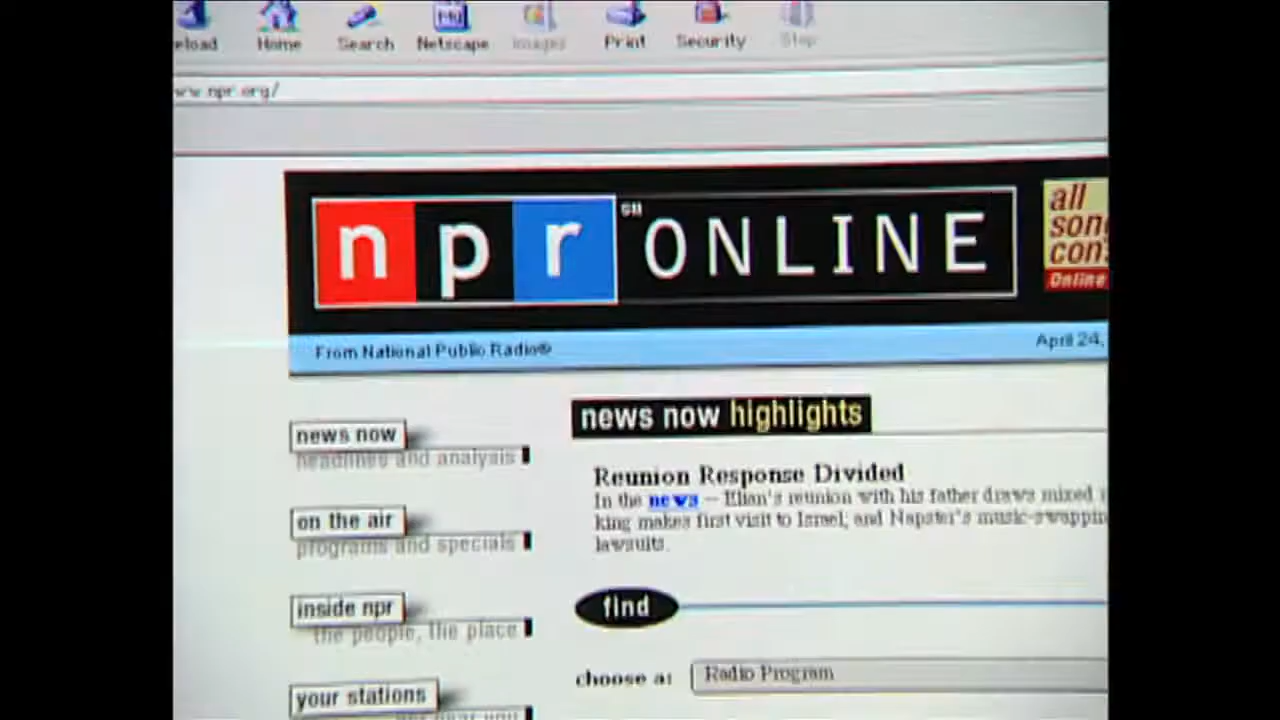 Home Search Netscape Images Print Security Stop
npr.org/
npr SM ONLINE
all
Online
From National Public Radio®
April 24,
news now
headlines and analysis
news now highlights
Reunion Response Divided
In the news – Elian's reunion with his father draws mixed
king makes first visit to Israel; and Napster's music-swappin
lawsuits.
on the air
programs and specials
find
inside npr
the people, the place
choose a: Radio Program
your stations